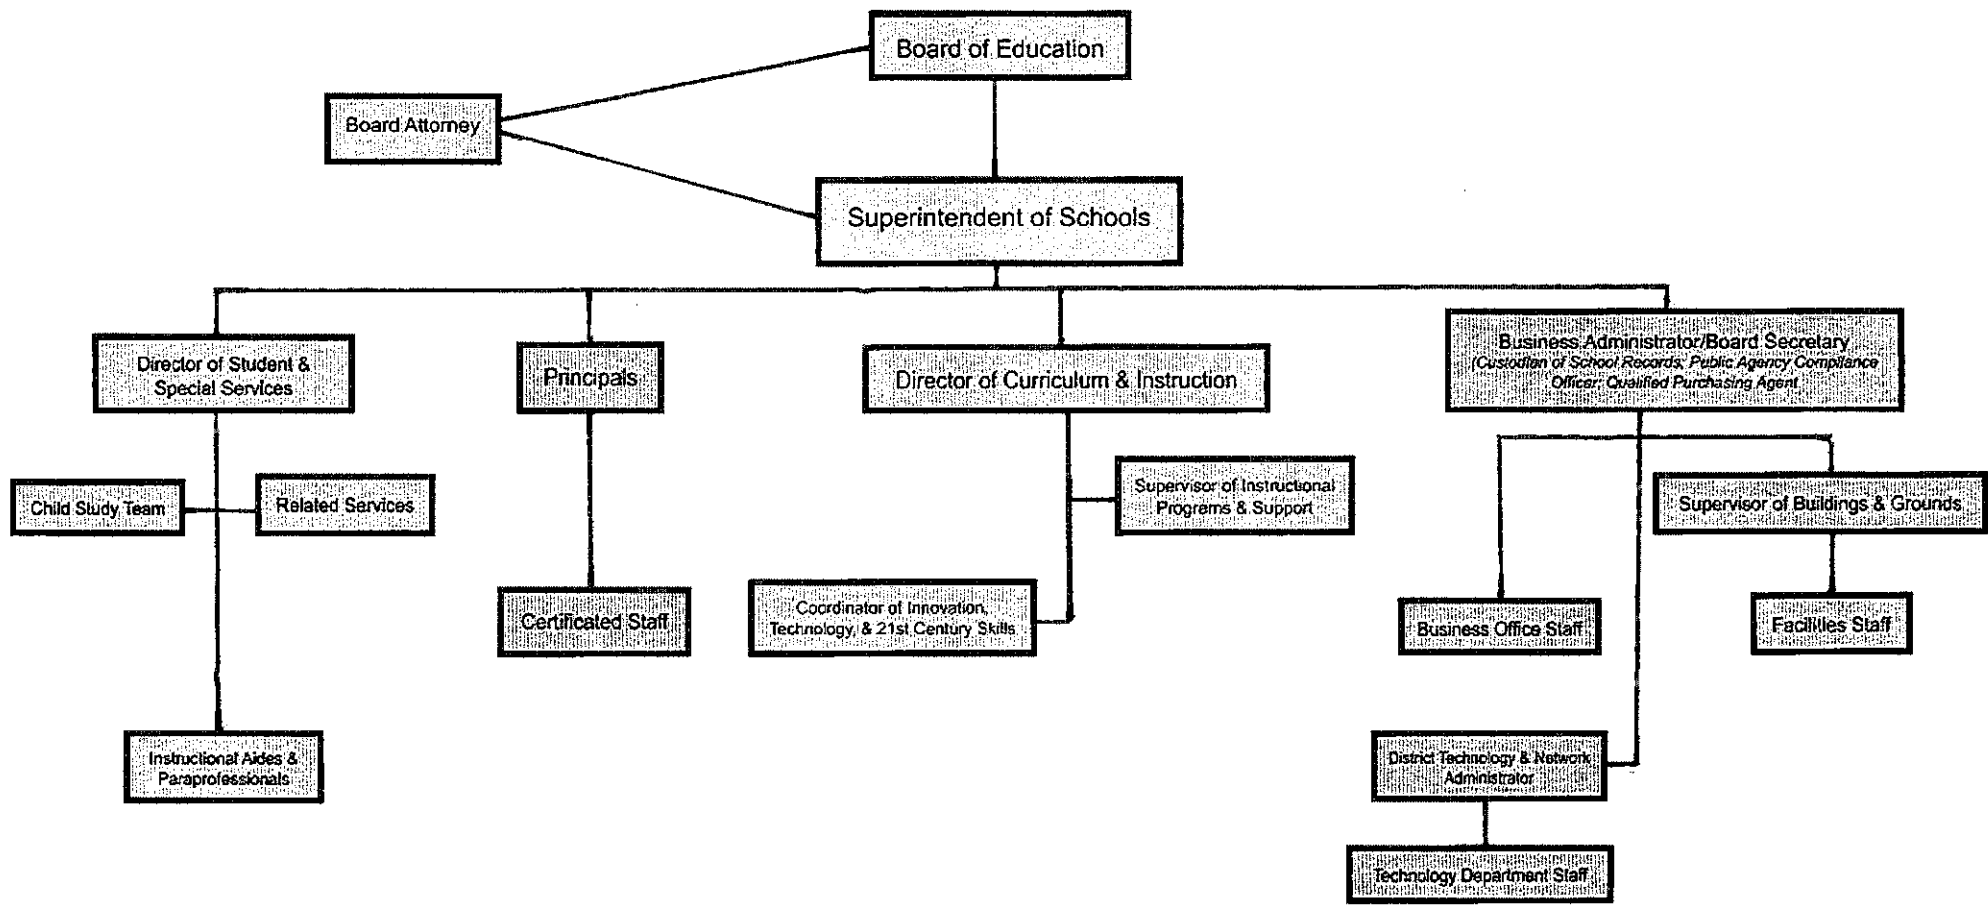 Board of Education
Board Attorney
Superintendent of Schools
Director of Student &
Special Services
Principals
Director of Curriculum & Instruction
Business Administrator/Board Secretary
(Custodian of School Records; Public Agency Compliance
Officer; Qualified Purchasing Agent
Child Study Team
Related Services
Supervisor of Instructional
Programs & Support
Supervisor of Buildings & Grounds
Coordinator of Innovation,
Technology, & 21st Century Skills
Certificated Staff
Business Office Staff
Facilities Staff
Instructional Aides &
Paraprofessionals
District Technology & Network
Administrator
Technology Department Staff